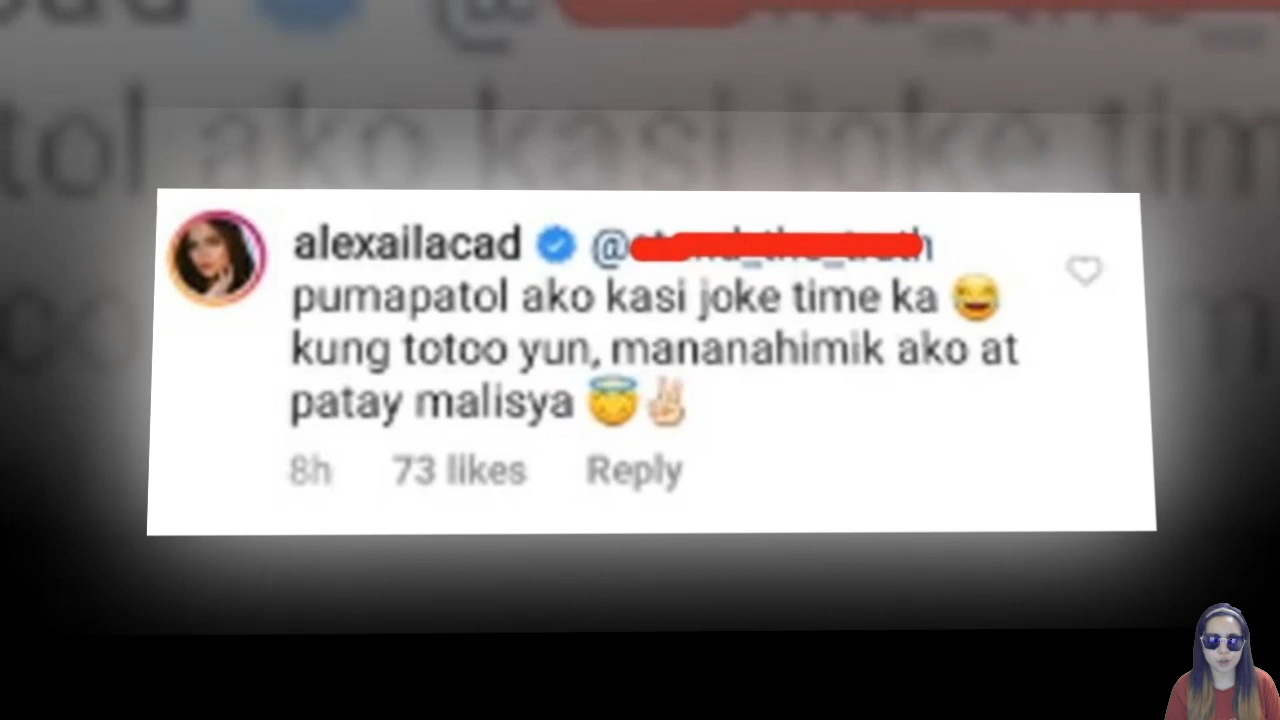 alexailacad
pumapatol ako kasi joke time ka 😂
kung totoo yun, mananahimik ako at
patay malisya 😇✌🏻
8h 73 likes Reply